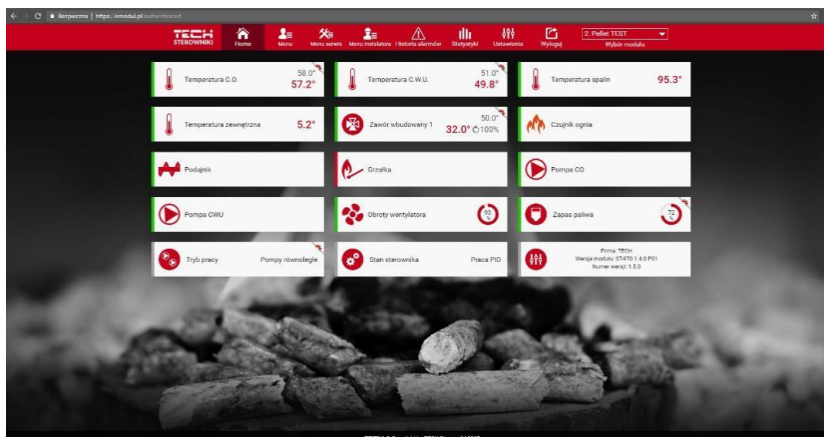 Bezpieczna | https://emodul.pl/authenticated
TECH
STEROWNIKI
Home
Menu
Menu serwis
Menu instalatora
Historia alarmów
Statystyki
Ustawienia
Wyloguj
2. Pellet TEST
Wybór modułu
Temperatura C.O.
58.0°
57.2°
Temperatura C.W.U.
51.0°
49.8°
Temperatura spalin
95.3°
Temperatura zewnętrzna
5.2°
Zawór wbudowany 1
50.0°
32.0° 100%
Czujnik ognia
Podajnik
Grzałka
Pompa CO
Pompa CWU
Obroty wentylatora
93
%
Zapas paliwa
72
%
Tryb pracy
Pompy równoległe
Stan sterownika
Praca PID
Firma: TECH
Wersja modułu: ST-970 1.4.0 P01
Numer wersji: 1.5.0